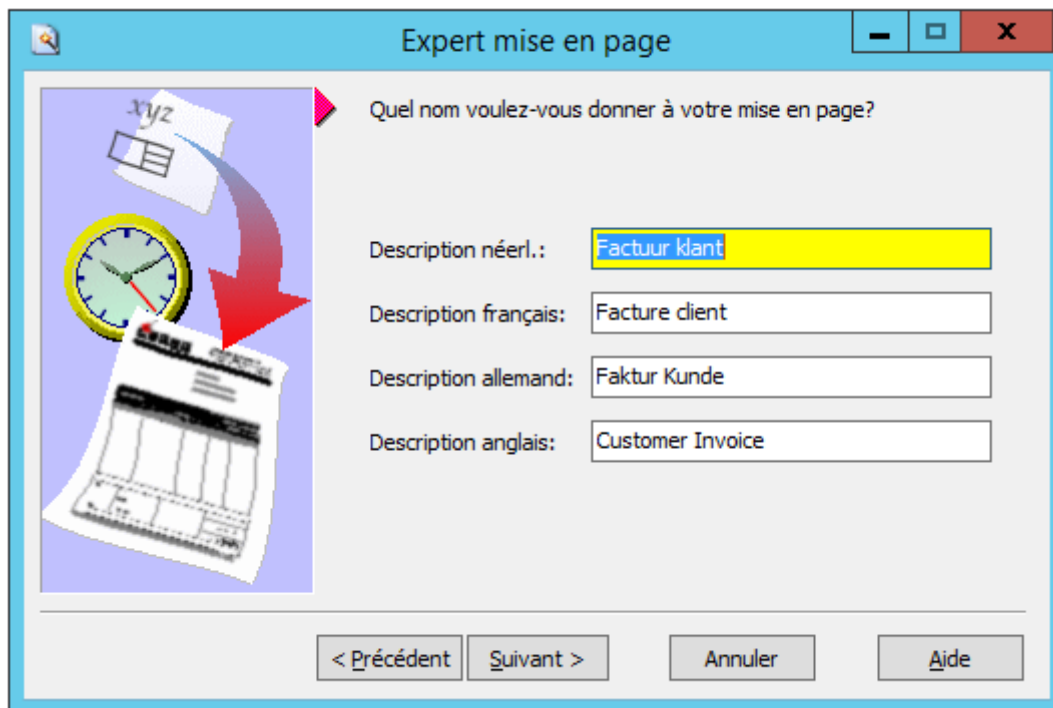 Expert mise en page
xyz
Quel nom voulez-vous donner à votre mise en page?
Description néerl.: Factuur klant
Description français: Facture client
Description allemand: Faktur Kunde
Description anglais: Customer Invoice
< Précédent Suivant > Annuler Aide